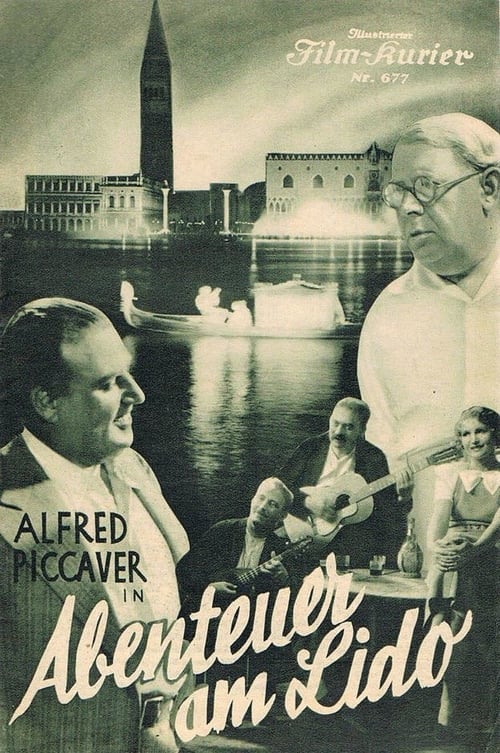 Illustrierter
Film-Kurier
Nr. 677
ALFRED
PICCAVER
IN
Abenteuer
am Lido